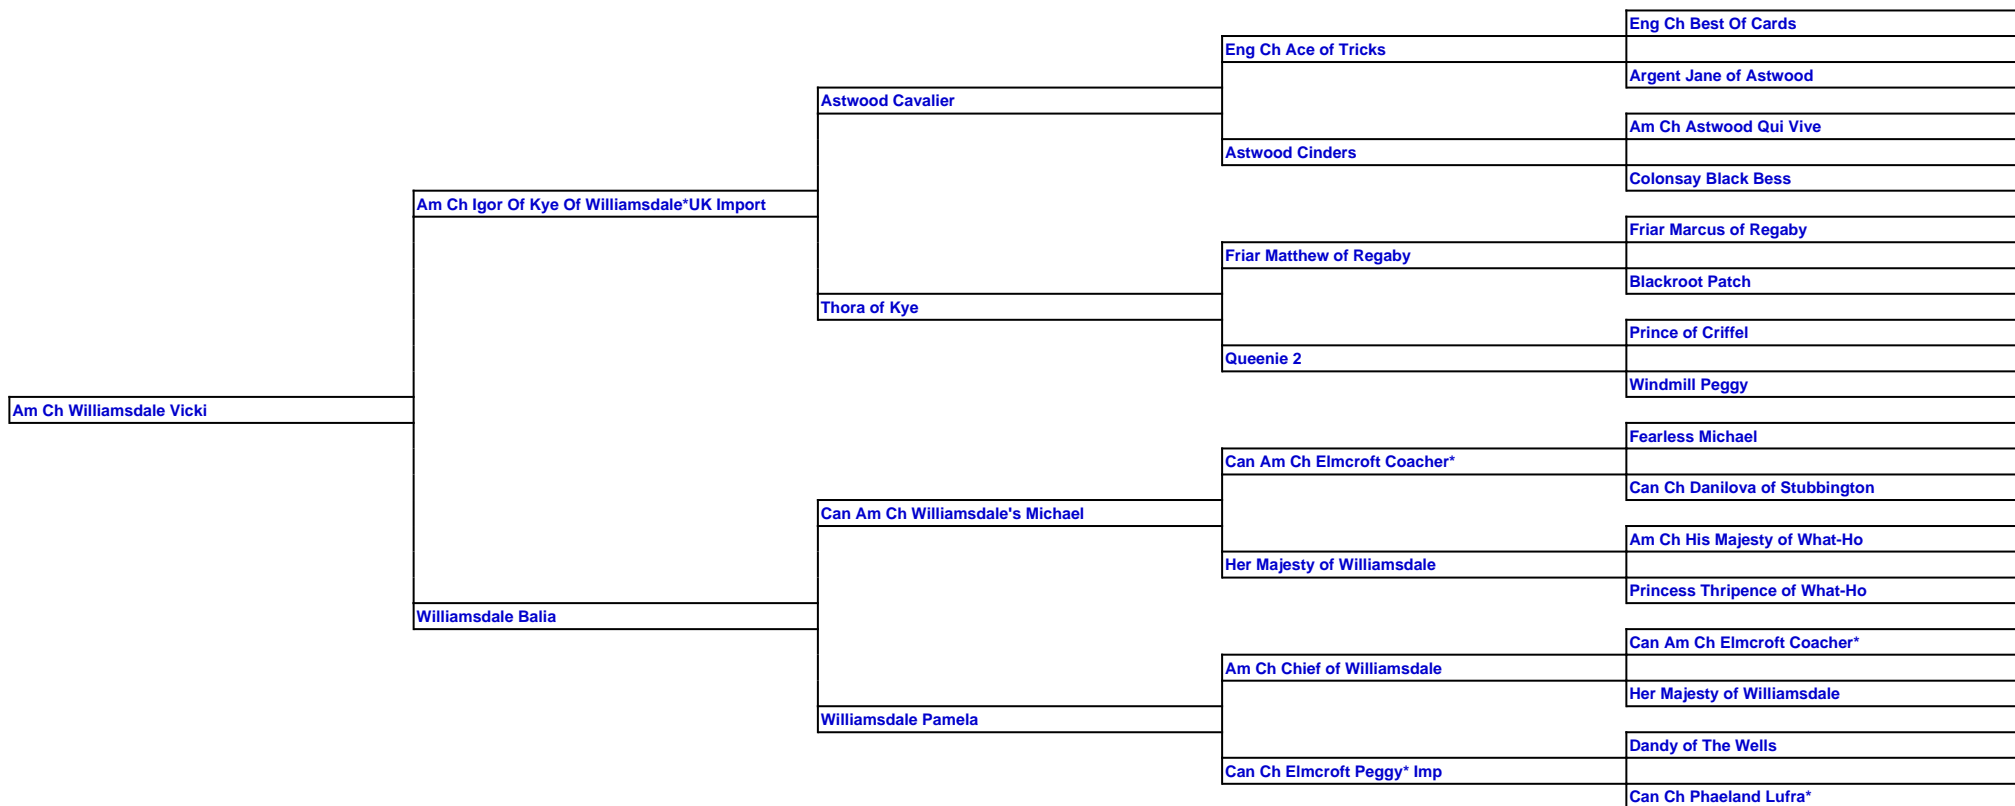 Eng Ch Best Of Cards
Eng Ch Ace of Tricks
Argent Jane of Astwood
Astwood Cavalier
Am Ch Astwood Qui Vive
Astwood Cinders
Colonsay Black Bess
Am Ch Igor Of Kye Of Williamsdale*UK Import
Friar Marcus of Regaby
Friar Matthew of Regaby
Blackroot Patch
Thora of Kye
Prince of Criffel
Queenie 2
Windmill Peggy
Am Ch Williamsdale Vicki
Fearless Michael
Can Am Ch Elmcroft Coacher*
Can Ch Danilova of Stubbington
Can Am Ch Williamsdale's Michael
Am Ch His Majesty of What-Ho
Her Majesty of Williamsdale
Princess Thripence of What-Ho
Williamsdale Balia
Can Am Ch Elmcroft Coacher*
Am Ch Chief of Williamsdale
Her Majesty of Williamsdale
Williamsdale Pamela
Dandy of The Wells
Can Ch Elmcroft Peggy* Imp
Can Ch Phaeland Lufra*